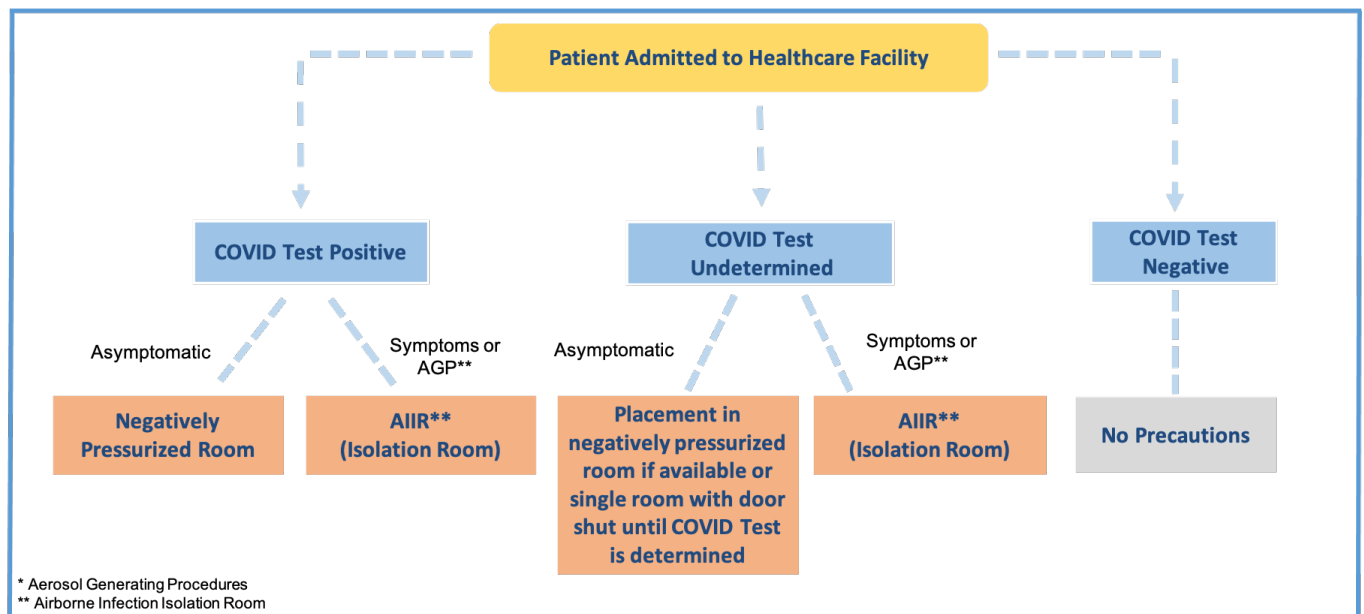 Patient Admitted to Healthcare Facility
COVID Test Positive
COVID Test
Undetermined
COVID Test
Negative
Asymptomatic
Symptoms or
AGP**
Asymptomatic
Symptoms or
AGP**
Negatively
Pressurized Room
AIIR**
(Isolation Room)
Placement in
negatively pressurized
room if available or
single room with door
shut until COVID Test
is determined
AIIR**
(Isolation Room)
No Precautions
* Aerosol Generating Procedures
** Airborne Infection Isolation Room